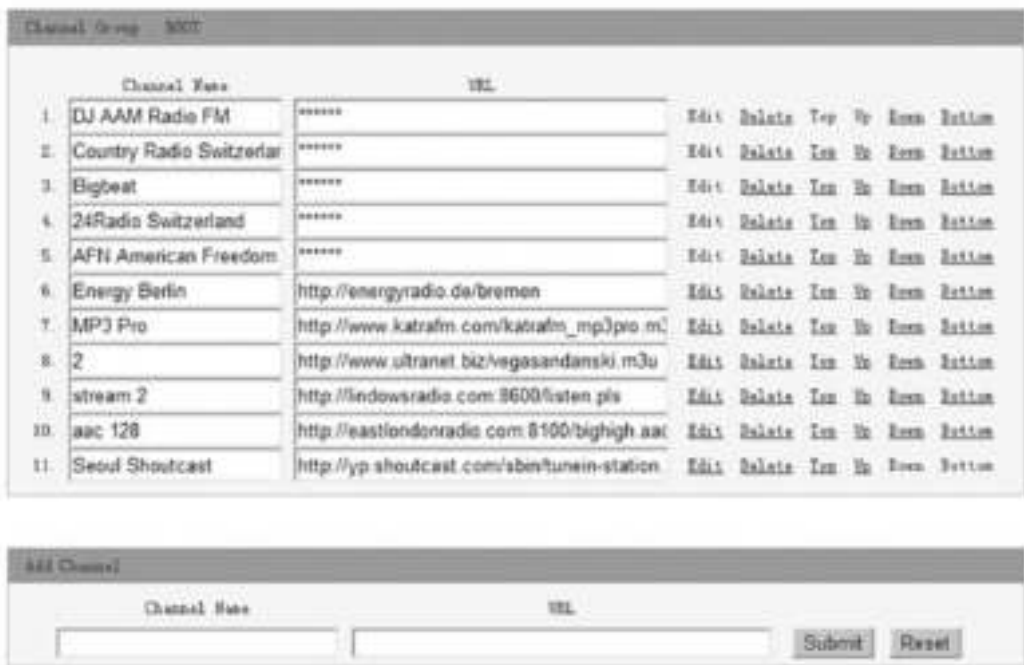 Channel Group ROOT
Channel Name URL
1. DJ AAM Radio FM ****** Edit Delete Top Up Down Bottom
2. Country Radio Switzerlar ****** Edit Delete Top Up Down Bottom
3. Bigbeat ****** Edit Delete Top Up Down Bottom
4. 24Radio Switzerland ****** Edit Delete Top Up Down Bottom
5. AFN American Freedom ****** Edit Delete Top Up Down Bottom
6. Energy Berlin http://energyradio.de/bremen Edit Delete Top Up Down Bottom
7. MP3 Pro http://www.katrafm.com/katrafm_mp3pro.m3 Edit Delete Top Up Down Bottom
8. 2 http://www.ultranet.biz/vegasandanski.m3u Edit Delete Top Up Down Bottom
9. stream 2 http://lindowsradio.com:8600/listen.pls Edit Delete Top Up Down Bottom
10. aac 128 http://eastlondonradio.com:8100/bighigh.aac Edit Delete Top Up Down Bottom
11. Seoul Shoutcast http://yp.shoutcast.com/sbin/tunein-station. Edit Delete Top Up Down Bottom
Add Channel
Channel Name URL
Submit Reset